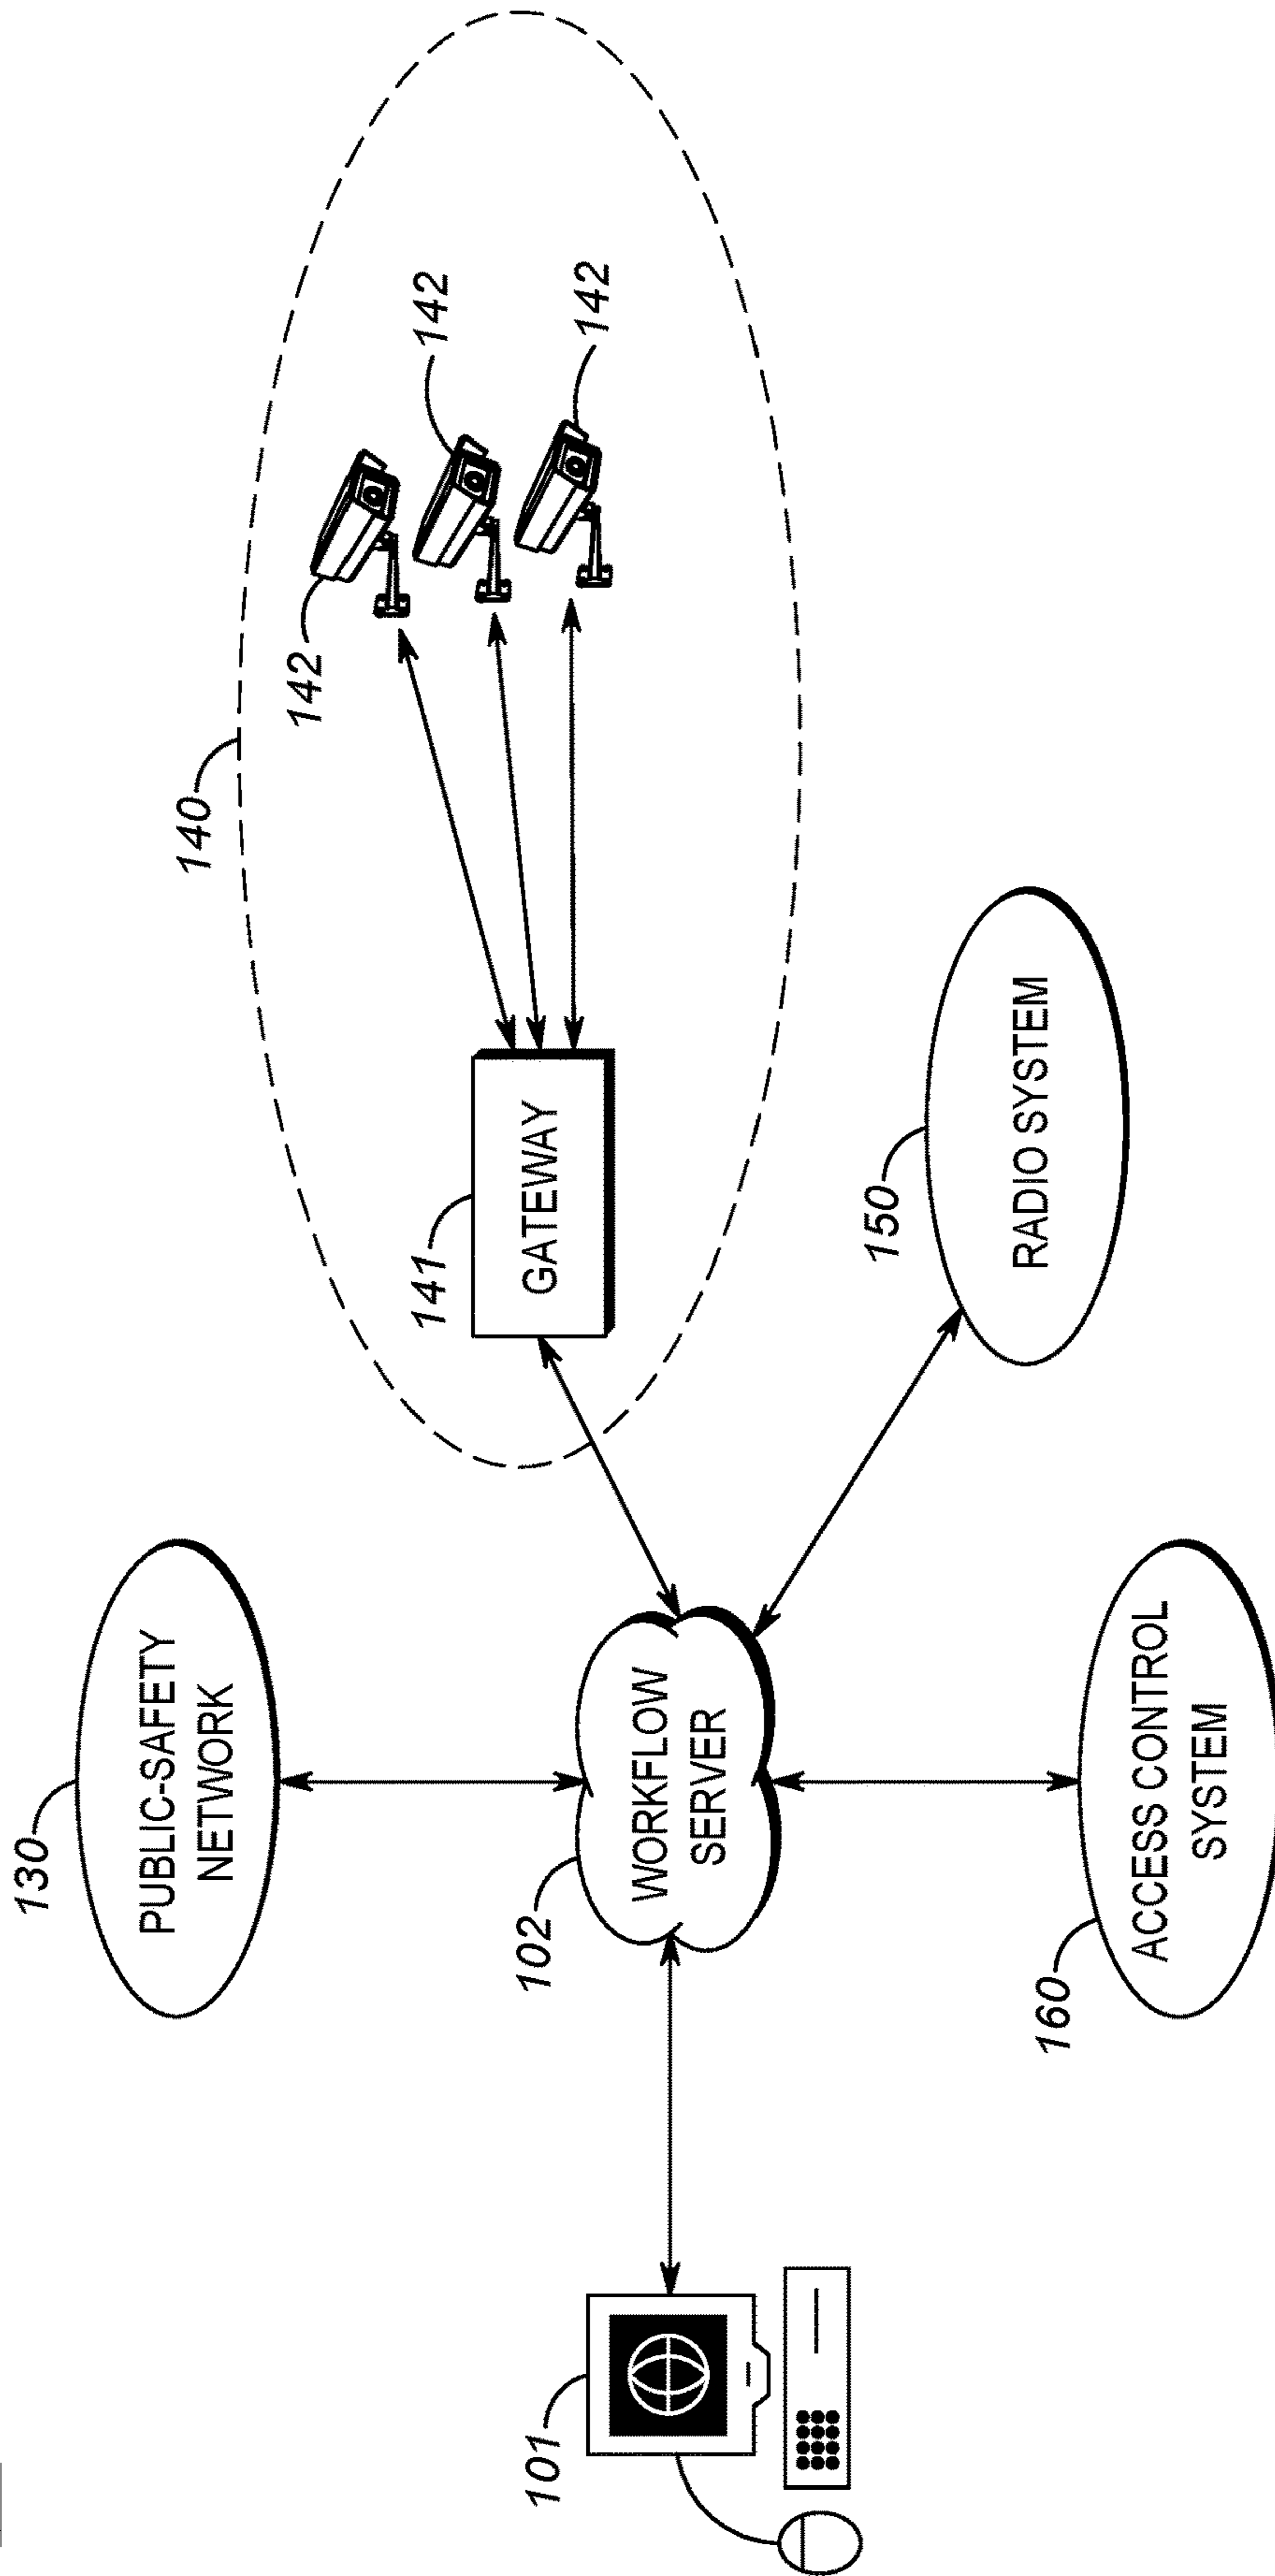 130
PUBLIC-SAFETY
NETWORK
140
142
142
142
141
GATEWAY
101
102
WORKFLOW
SERVER
150
RADIO SYSTEM
160
ACCESS CONTROL
SYSTEM